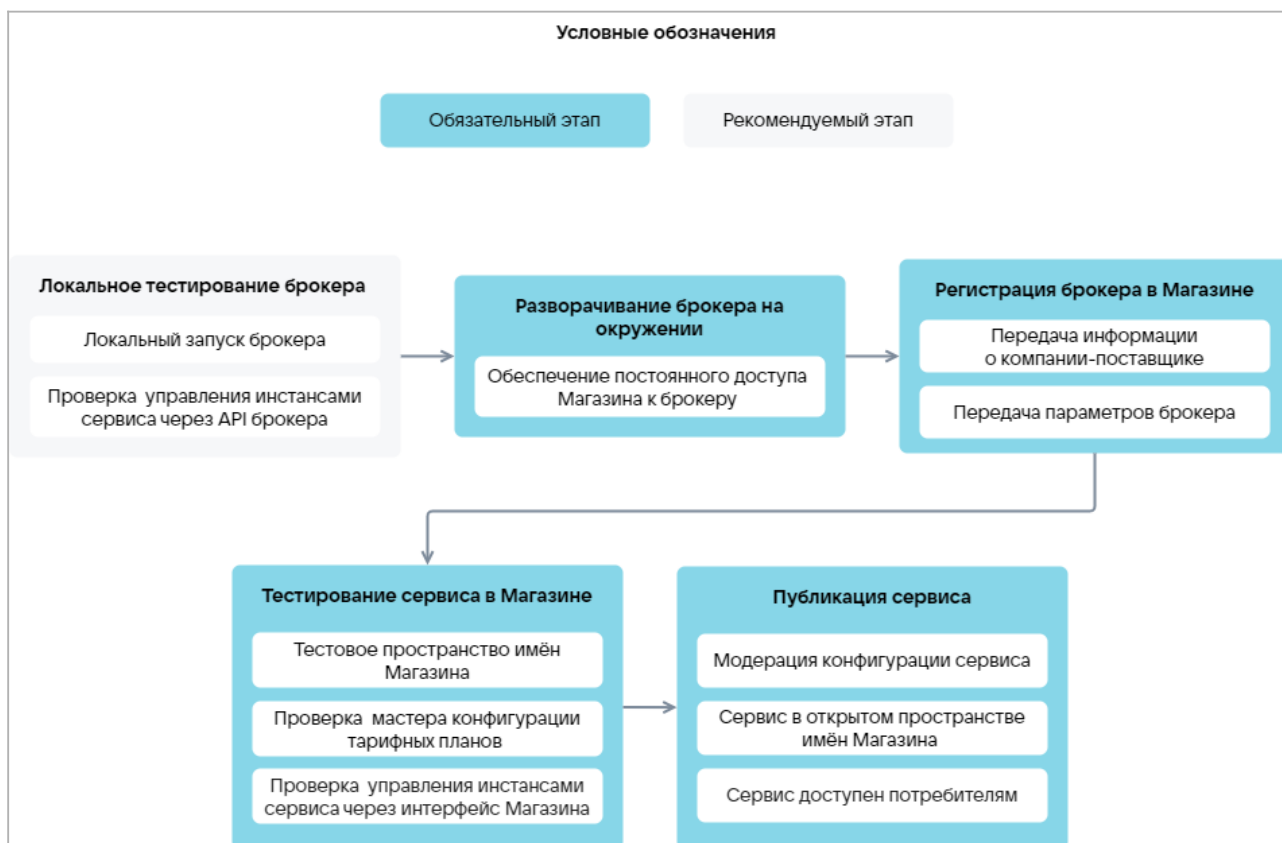 Условные обозначения
Обязательный этап
Рекомендуемый этап
Локальное тестирование брокера
Локальный запуск брокера
Проверка управления инстансами
сервиса через API брокера
Разворачивание брокера на
окружении
Обеспечение постоянного доступа
Магазина к брокеру
Регистрация брокера в Магазине
Передача информации
о компании-поставщике
Передача параметров брокера
Тестирование сервиса в Магазине
Тестовое пространство имён
Магазина
Проверка мастера конфигурации
тарифных планов
Проверка управления инстансами
сервиса через интерфейс Магазина
Публикация сервиса
Модерация конфигурации сервиса
Сервис в открытом пространстве
имён Магазина
Сервис доступен потребителям